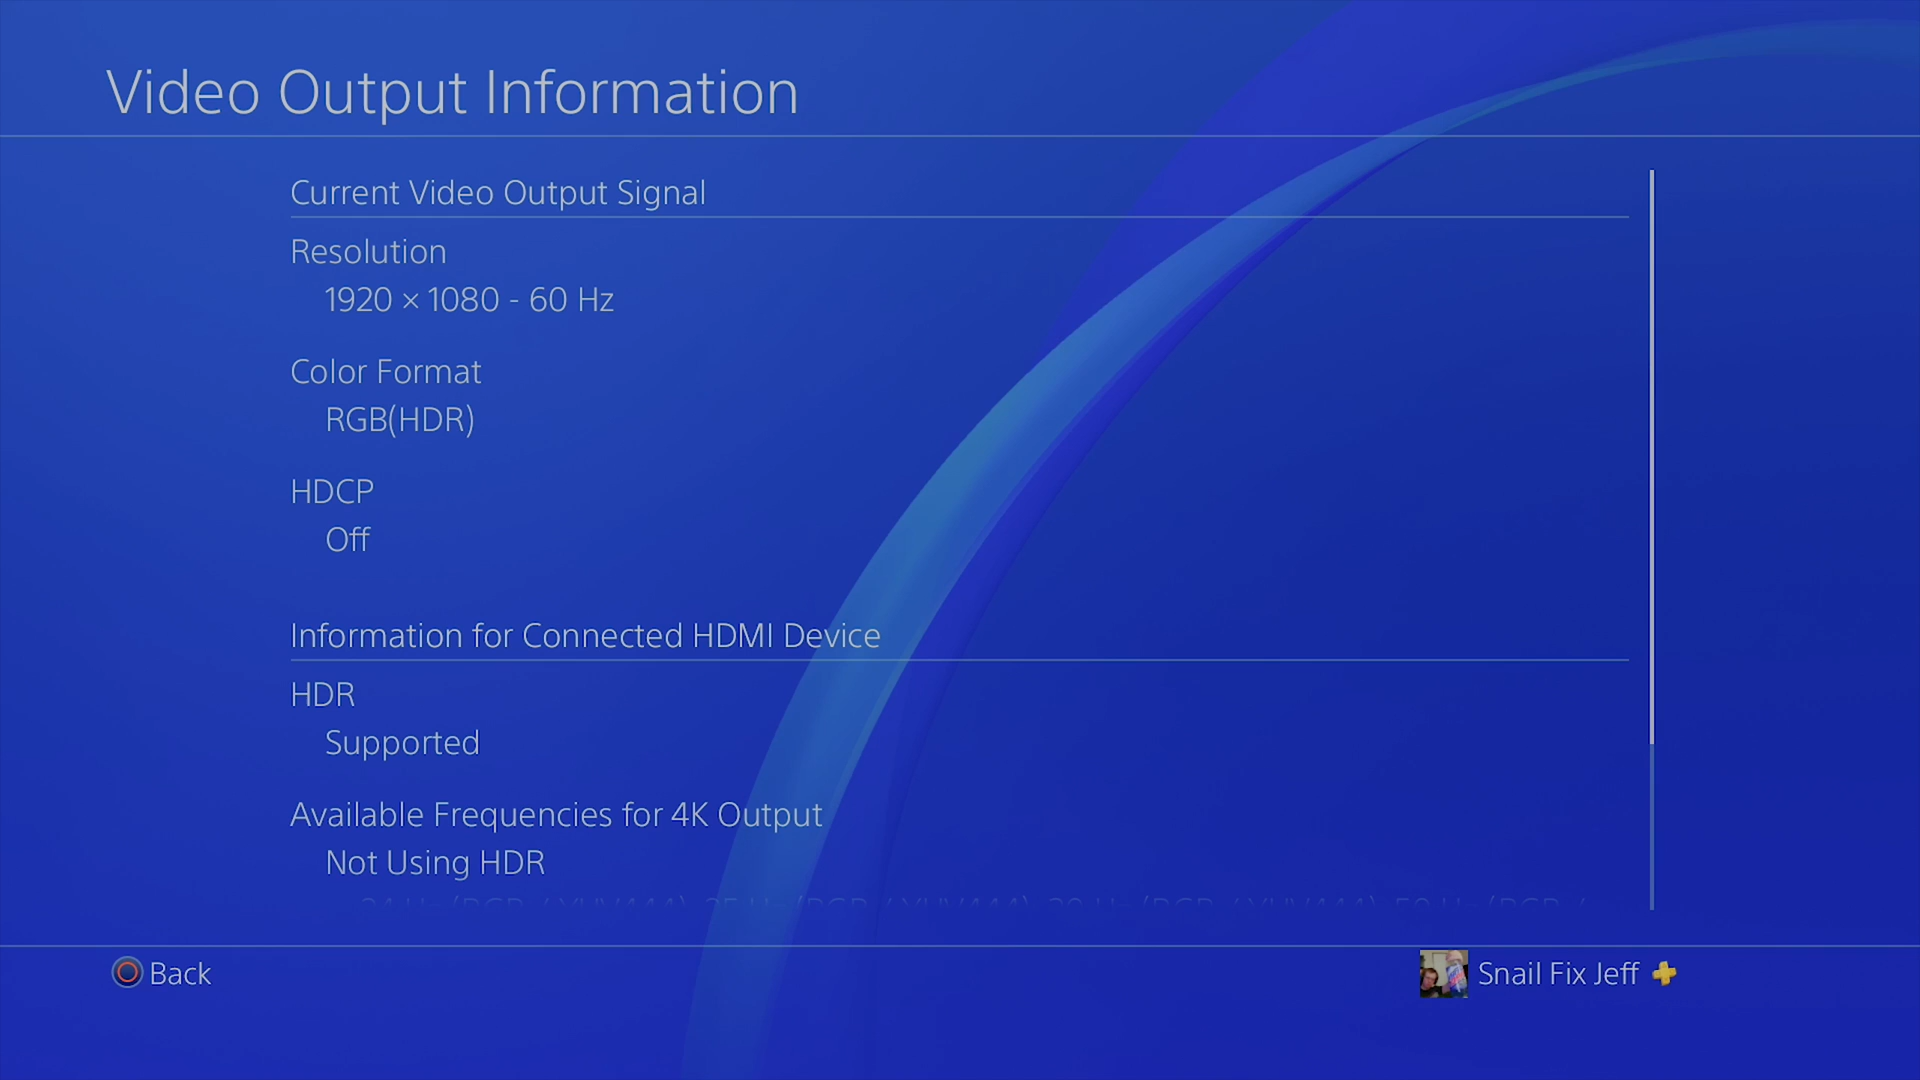 Video Output Information
Current Video Output Signal
Resolution
1920 × 1080 - 60 Hz
Color Format
RGB(HDR)
HDCP
Off
Information for Connected HDMI Device
HDR
Supported
Available Frequencies for 4K Output
Not Using HDR
Back
Snail Fix Jeff